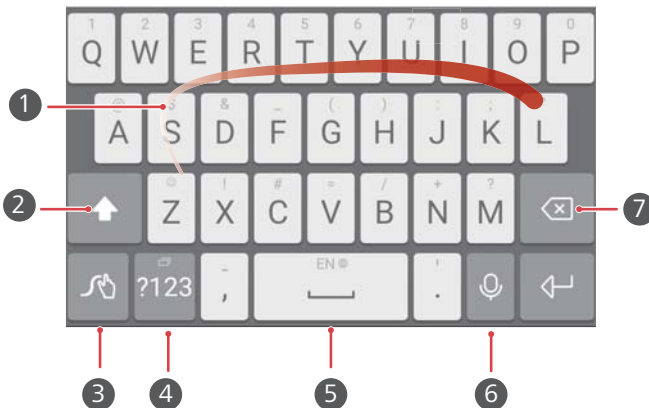 1 2 3 4 5 6 7 8 9 0
Q W E R T Y U I O P
1 @ $ & _ ( ) : ;
A S D F G H J K L
! # = / + ?
2 Z X C V B N M 7
- EN '
?123 , .
3 4 5 6